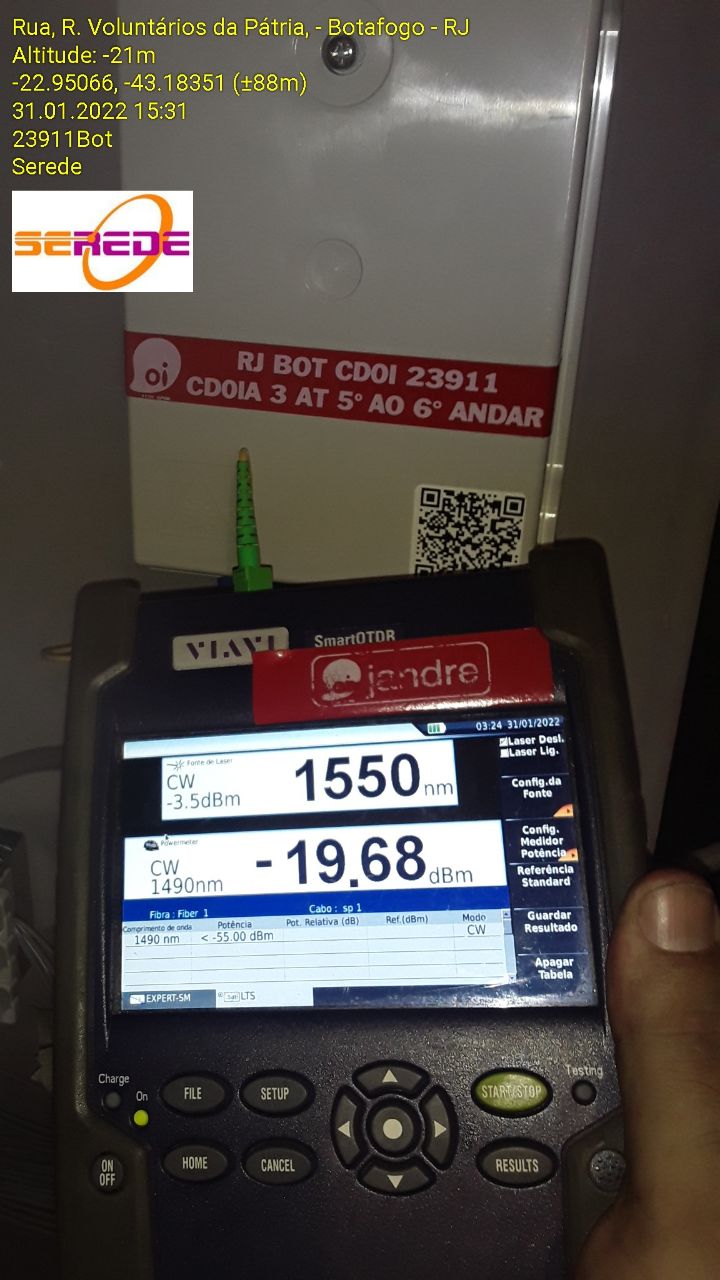 Rua, R. Voluntários da Pátria, - Botafogo - RJ
Altitude: -21m
-22.95066, -43.18351 (±88m)
31.01.2022 15:31
23911Bot
Serede
SEREDE
oi
RJ BOT CDOI 23911
CDOIA 3 AT 5° AO 6° ANDAR
VIAVI
SmartOTDR
jandre
03:24 31/01/2022
Fonte de Laser
CW
-3.5dBm
1550 nm
Laser Desl.
Laser Lig.
Config.da
Fonte
Powermeter
CW
1490nm
-19.68 dBm
Config.
Medidor
Potência
Referência
Standard
Fibra : Fiber 1 Cabo : sp 1
Comprimento de onda Potência Pot. Relativa (dB) Ref.(dBm) Modo
1490 nm < -55.00 dBm CW
Guardar
Resultado
Apagar
Tabela
EXPERT-SM LTS
Charge
On
FILE
SETUP
START/STOP
Testing
ON
OFF
HOME
CANCEL
RESULTS